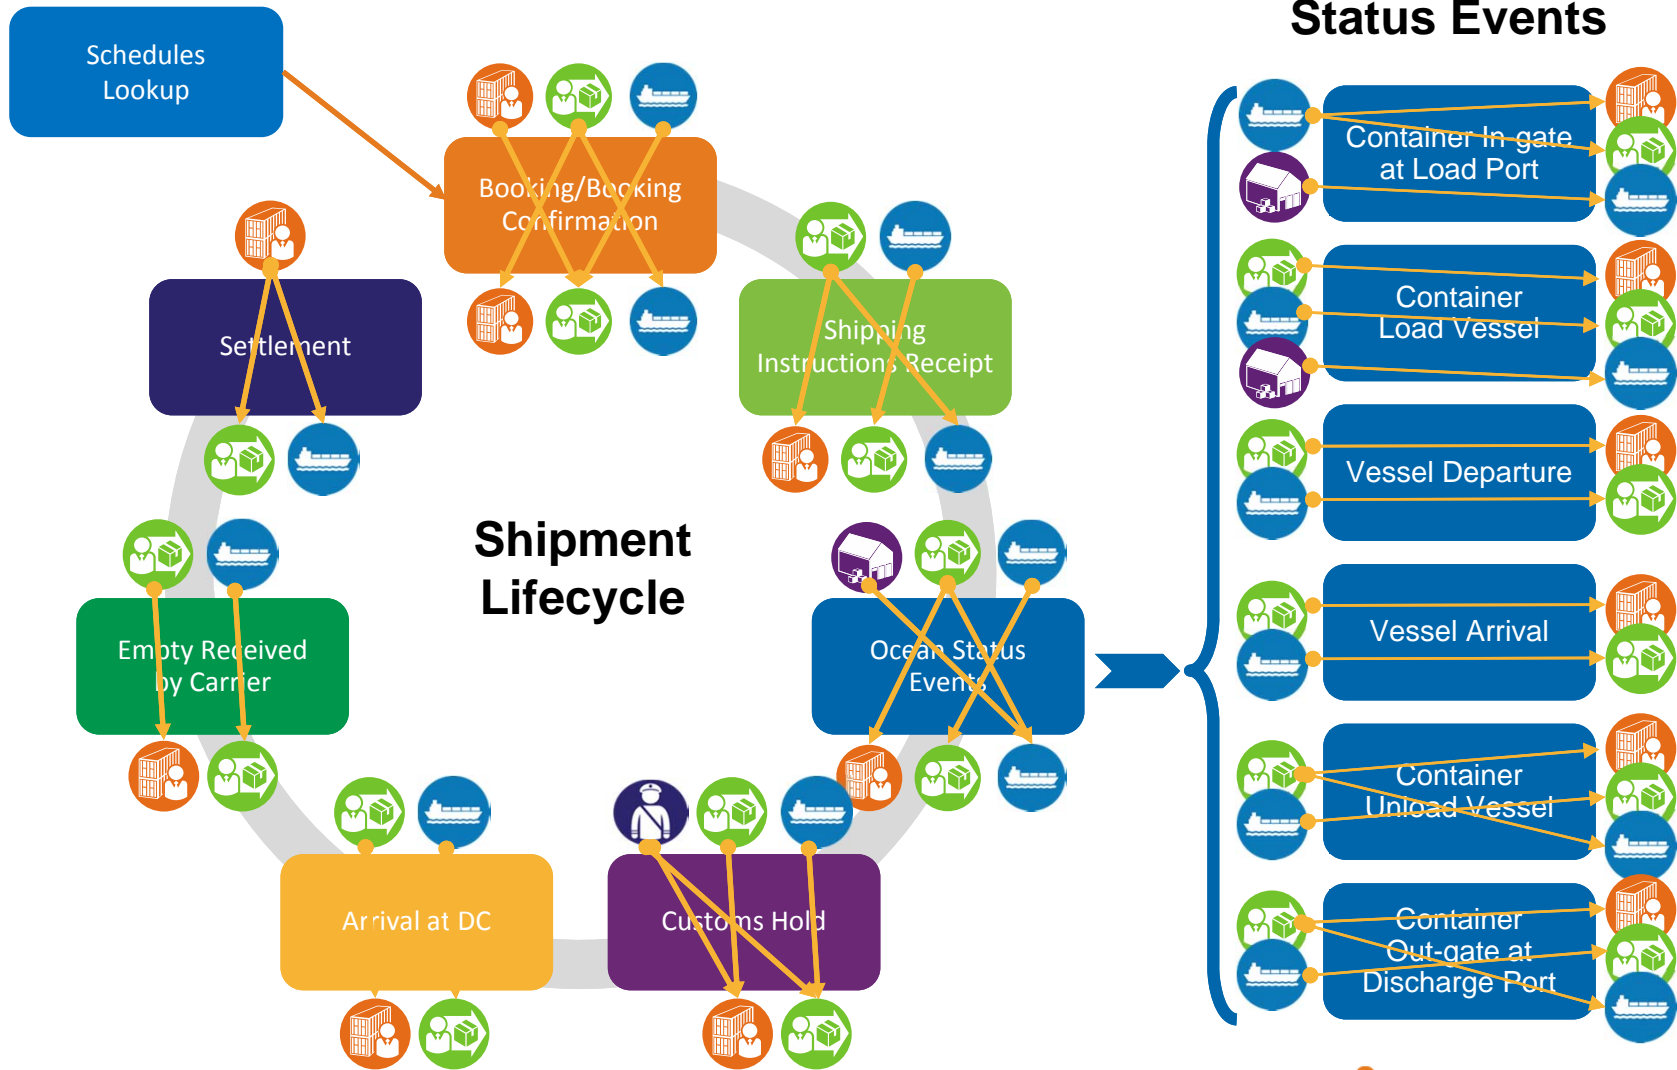 Status Events
Schedules
Lookup
Booking/Booking
Confirmation
Container In-gate
at Load Port
Settlement
Shipping
Instructions Receipt
Container
Load Vessel
Vessel Departure
Shipment
Lifecycle
Empty Received
by Carrier
Ocean Status
Events
Vessel Arrival
Container
Unload Vessel
Arrival at DC
Customs Hold
Container
Out-gate at
Discharge Port